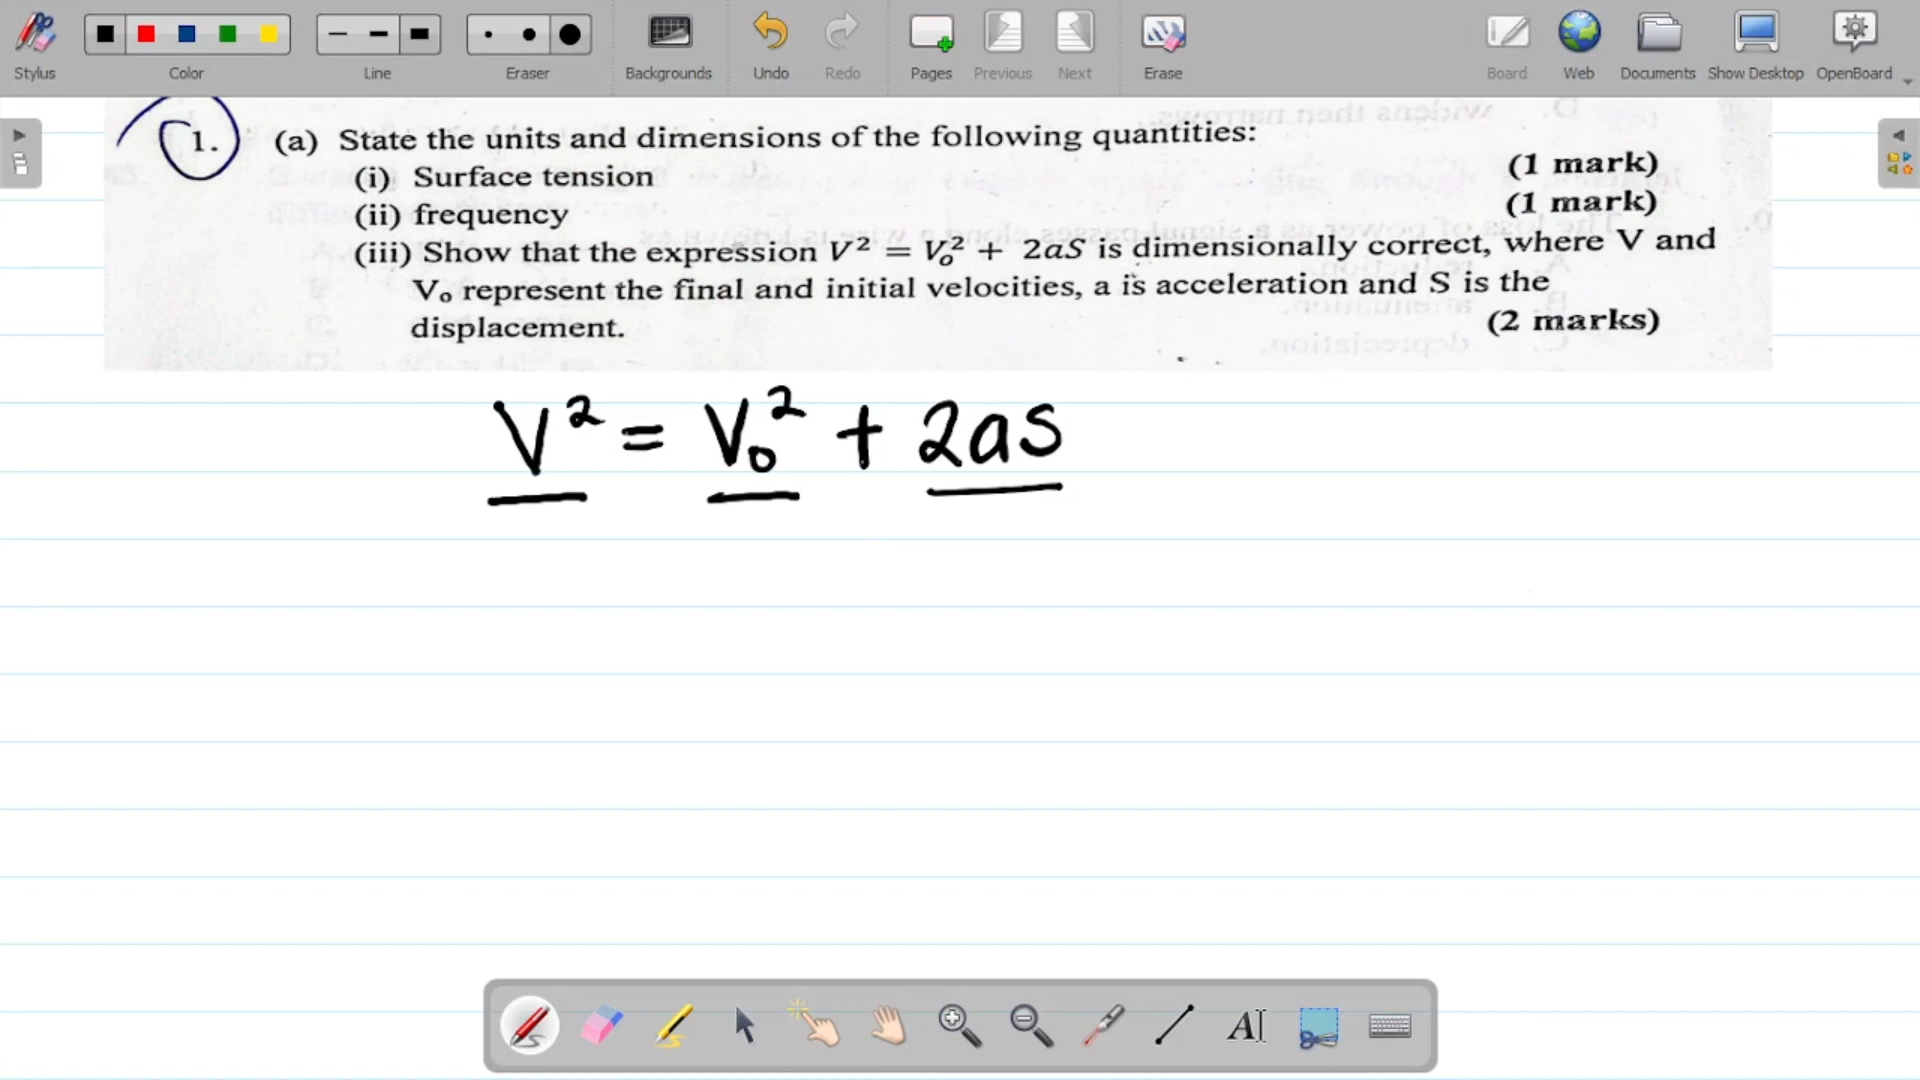 Stylus Color Line Eraser Backgrounds Undo Redo Pages Previous Next Erase Board Web Documents Show Desktop OpenBoard
1. (a) State the units and dimensions of the following quantities:
(i) Surface tension (1 mark)
(ii) frequency (1 mark)
(iii) Show that the expression V² = Vₒ² + 2aS is dimensionally correct, where V and
Vₒ represent the final and initial velocities, a is acceleration and S is the
displacement. (2 marks)
V² = Vₒ² + 2aS